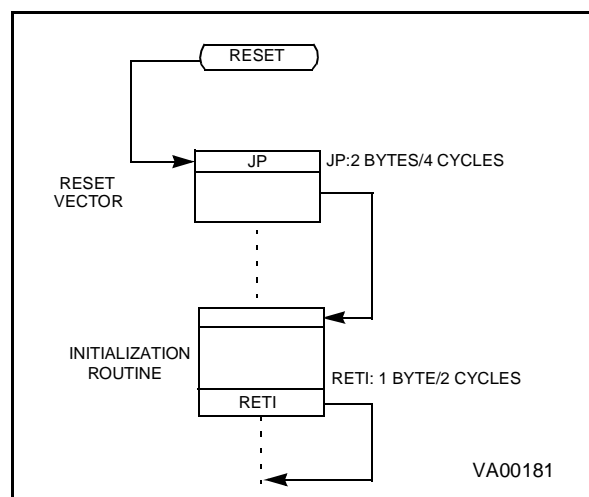 RESET
JP
JP:2 BYTES/4 CYCLES
RESET
VECTOR
INITIALIZATION
ROUTINE
RETI: 1 BYTE/2 CYCLES
RETI
VA00181